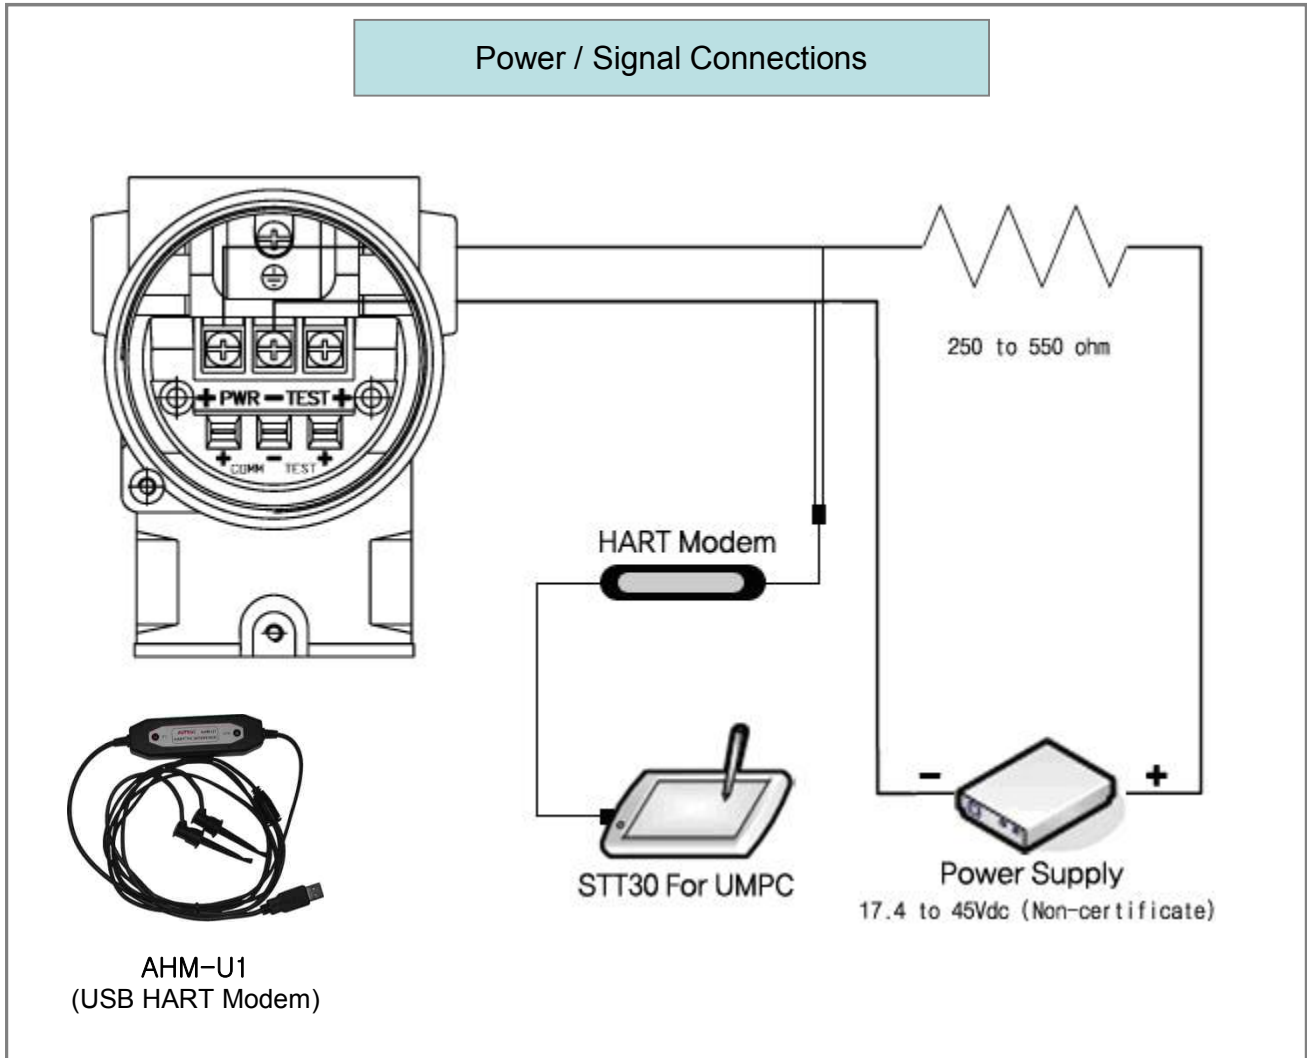 Power / Signal Connections
250 to 550 ohm
+ PWR − TEST +
+ COMM − TEST +
HART Modem
− +
STT30 For UMPC
Power Supply
17.4 to 45Vdc (Non-certificate)
AHM-U1
(USB HART Modem)